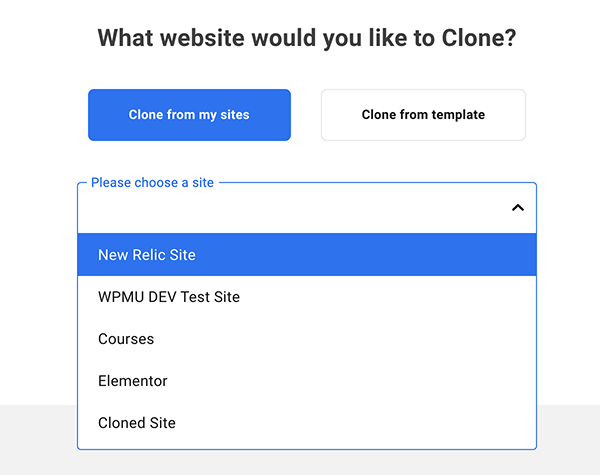 What website would you like to Clone?
Clone from my sites
Clone from template
Please choose a site
New Relic Site
WPMU DEV Test Site
Courses
Elementor
Cloned Site